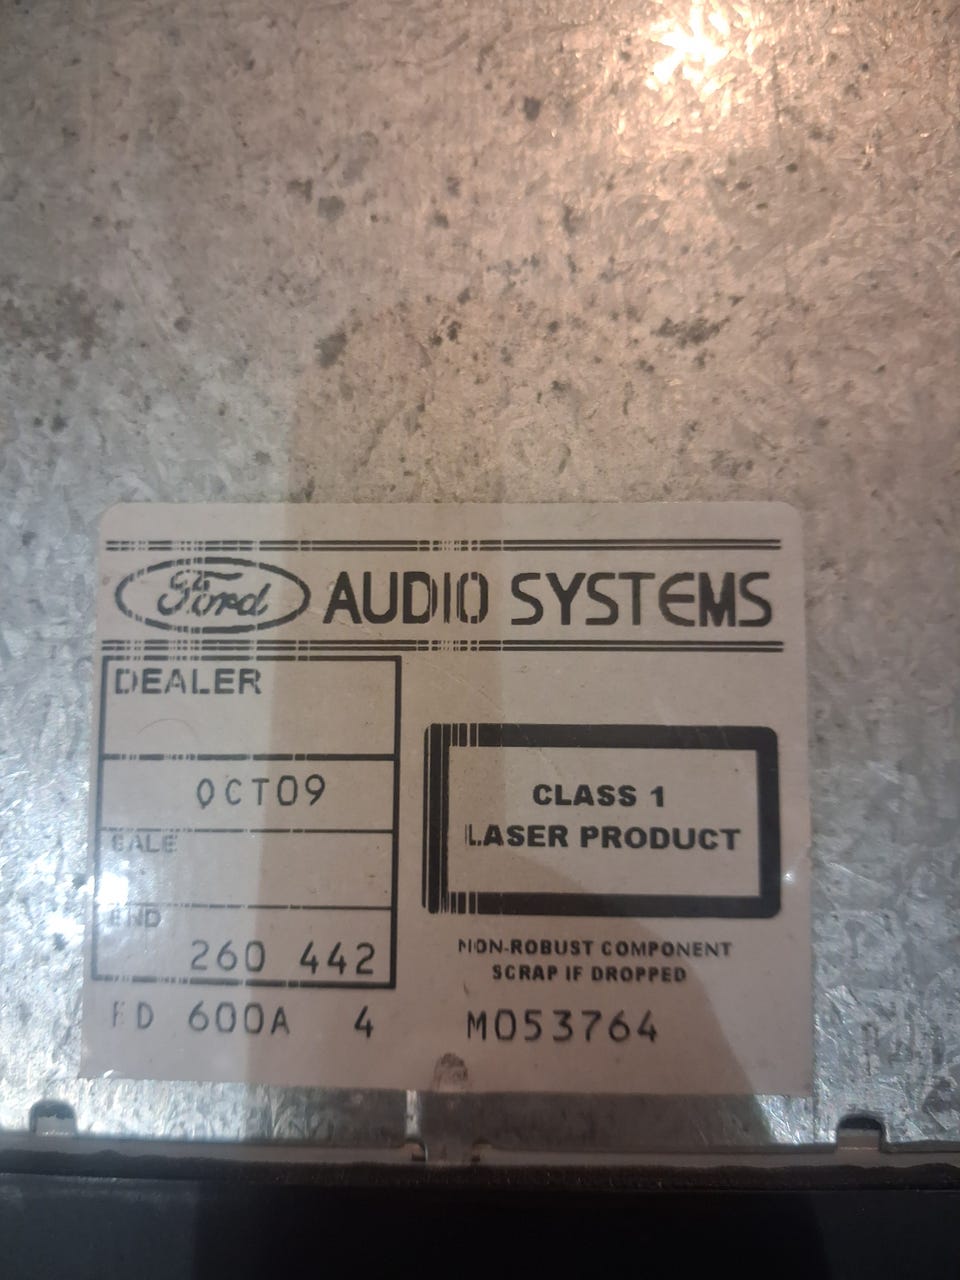 Ford AUDIO SYSTEMS
DEALER
OCT09
SALE
END
260 442
CLASS 1
LASER PRODUCT
NON-ROBUST COMPONENT
SCRAP IF DROPPED
FD 600A 4
M053764